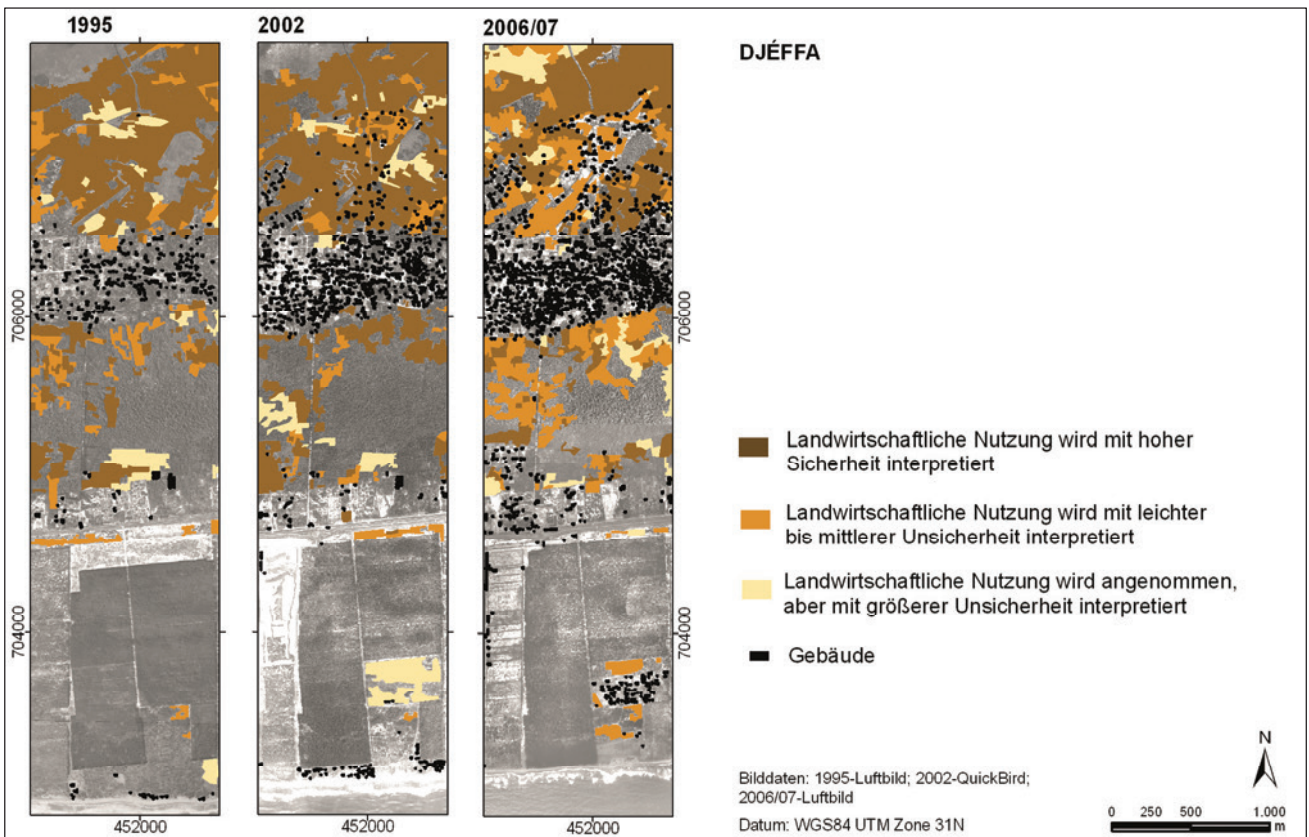 1995
2002
2006/07
DJÉFFA
706000
706000
704000
704000
Landwirtschaftliche Nutzung wird mit hoher
Sicherheit interpretiert
Landwirtschaftliche Nutzung wird mit leichter
bis mittlerer Unsicherheit interpretiert
Landwirtschaftliche Nutzung wird angenommen,
aber mit größerer Unsicherheit interpretiert
Gebäude
N
Bilddaten: 1995-Luftbild; 2002-QuickBird;
2006/07-Luftbild
Datum: WGS84 UTM Zone 31N
0 250 500 1.000
m
452000
452000
452000